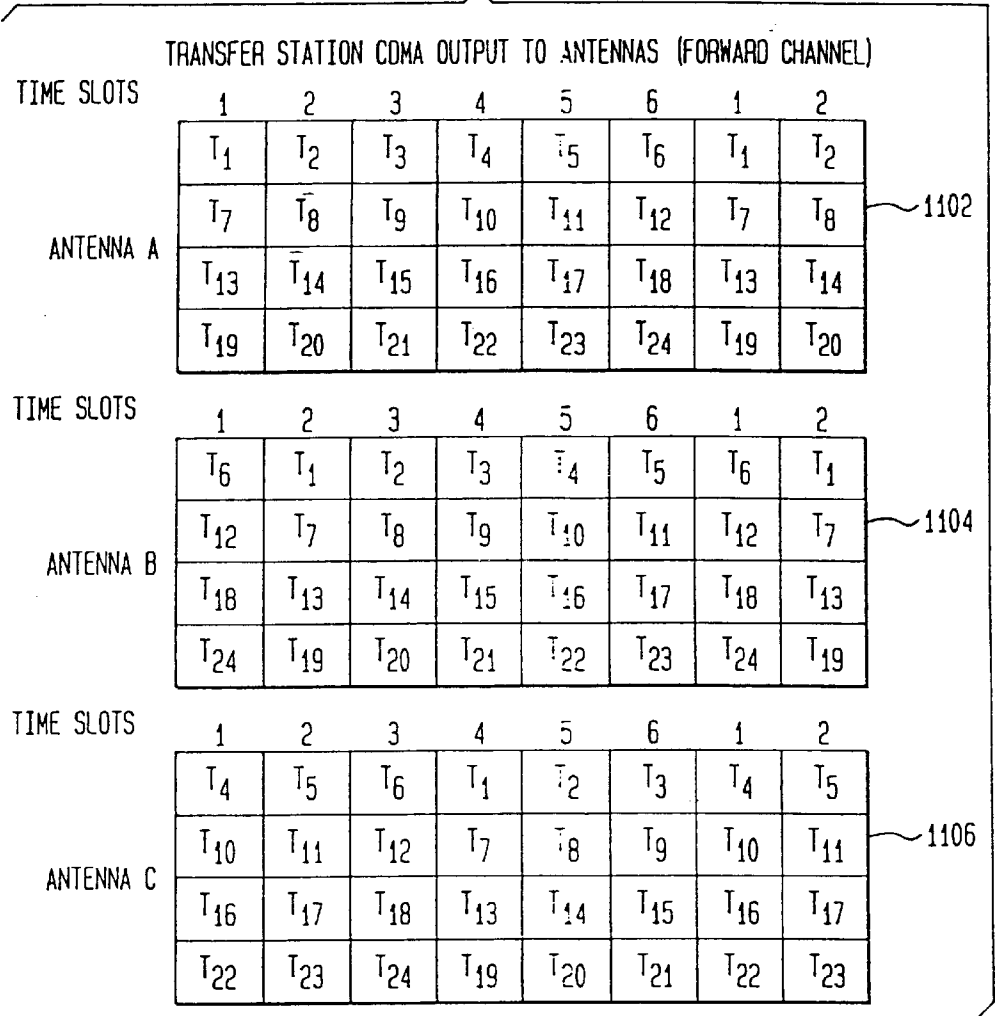 TRANSFER STATION CDMA OUTPUT TO ANTENNAS (FORWARD CHANNEL)
TIME SLOTS 1 2 3 4 5 6 1 2
T1 T2 T3 T4 T5 T6 T1 T2
T7 T8 T9 T10 T11 T12 T7 T8 1102
ANTENNA A
T13 T14 T15 T16 T17 T18 T13 T14
T19 T20 T21 T22 T23 T24 T19 T20
TIME SLOTS 1 2 3 4 5 6 1 2
T6 T1 T2 T3 T4 T5 T6 T1
T12 T7 T8 T9 T10 T11 T12 T7 1104
ANTENNA B
T18 T13 T14 T15 T16 T17 T18 T13
T24 T19 T20 T21 T22 T23 T24 T19
TIME SLOTS 1 2 3 4 5 6 1 2
T4 T5 T6 T1 T2 T3 T4 T5
T10 T11 T12 T7 T8 T9 T10 T11 1106
ANTENNA C
T16 T17 T18 T13 T14 T15 T16 T17
T22 T23 T24 T19 T20 T21 T22 T23